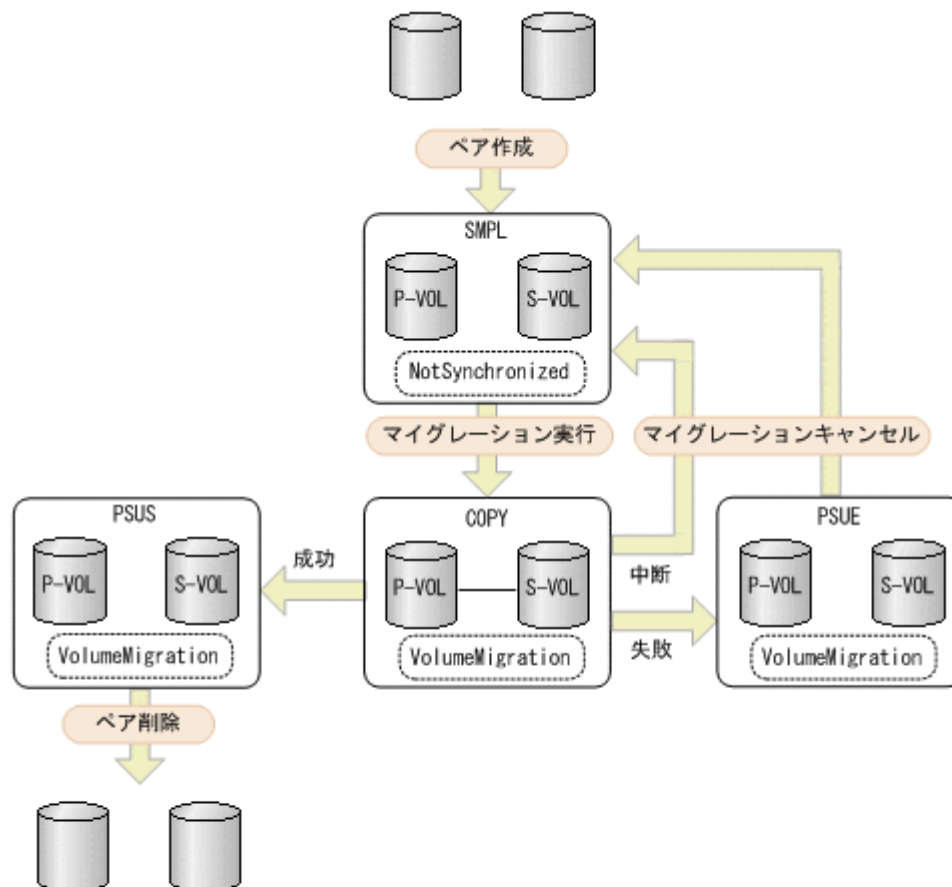 ペア作成
SMPL
P-VOL
S-VOL
NotSynchronized
マイグレーション実行
マイグレーションキャンセル
PSUS
P-VOL
S-VOL
VolumeMigration
成功
COPY
P-VOL
S-VOL
VolumeMigration
中断
失敗
PSUE
P-VOL
S-VOL
VolumeMigration
ペア削除